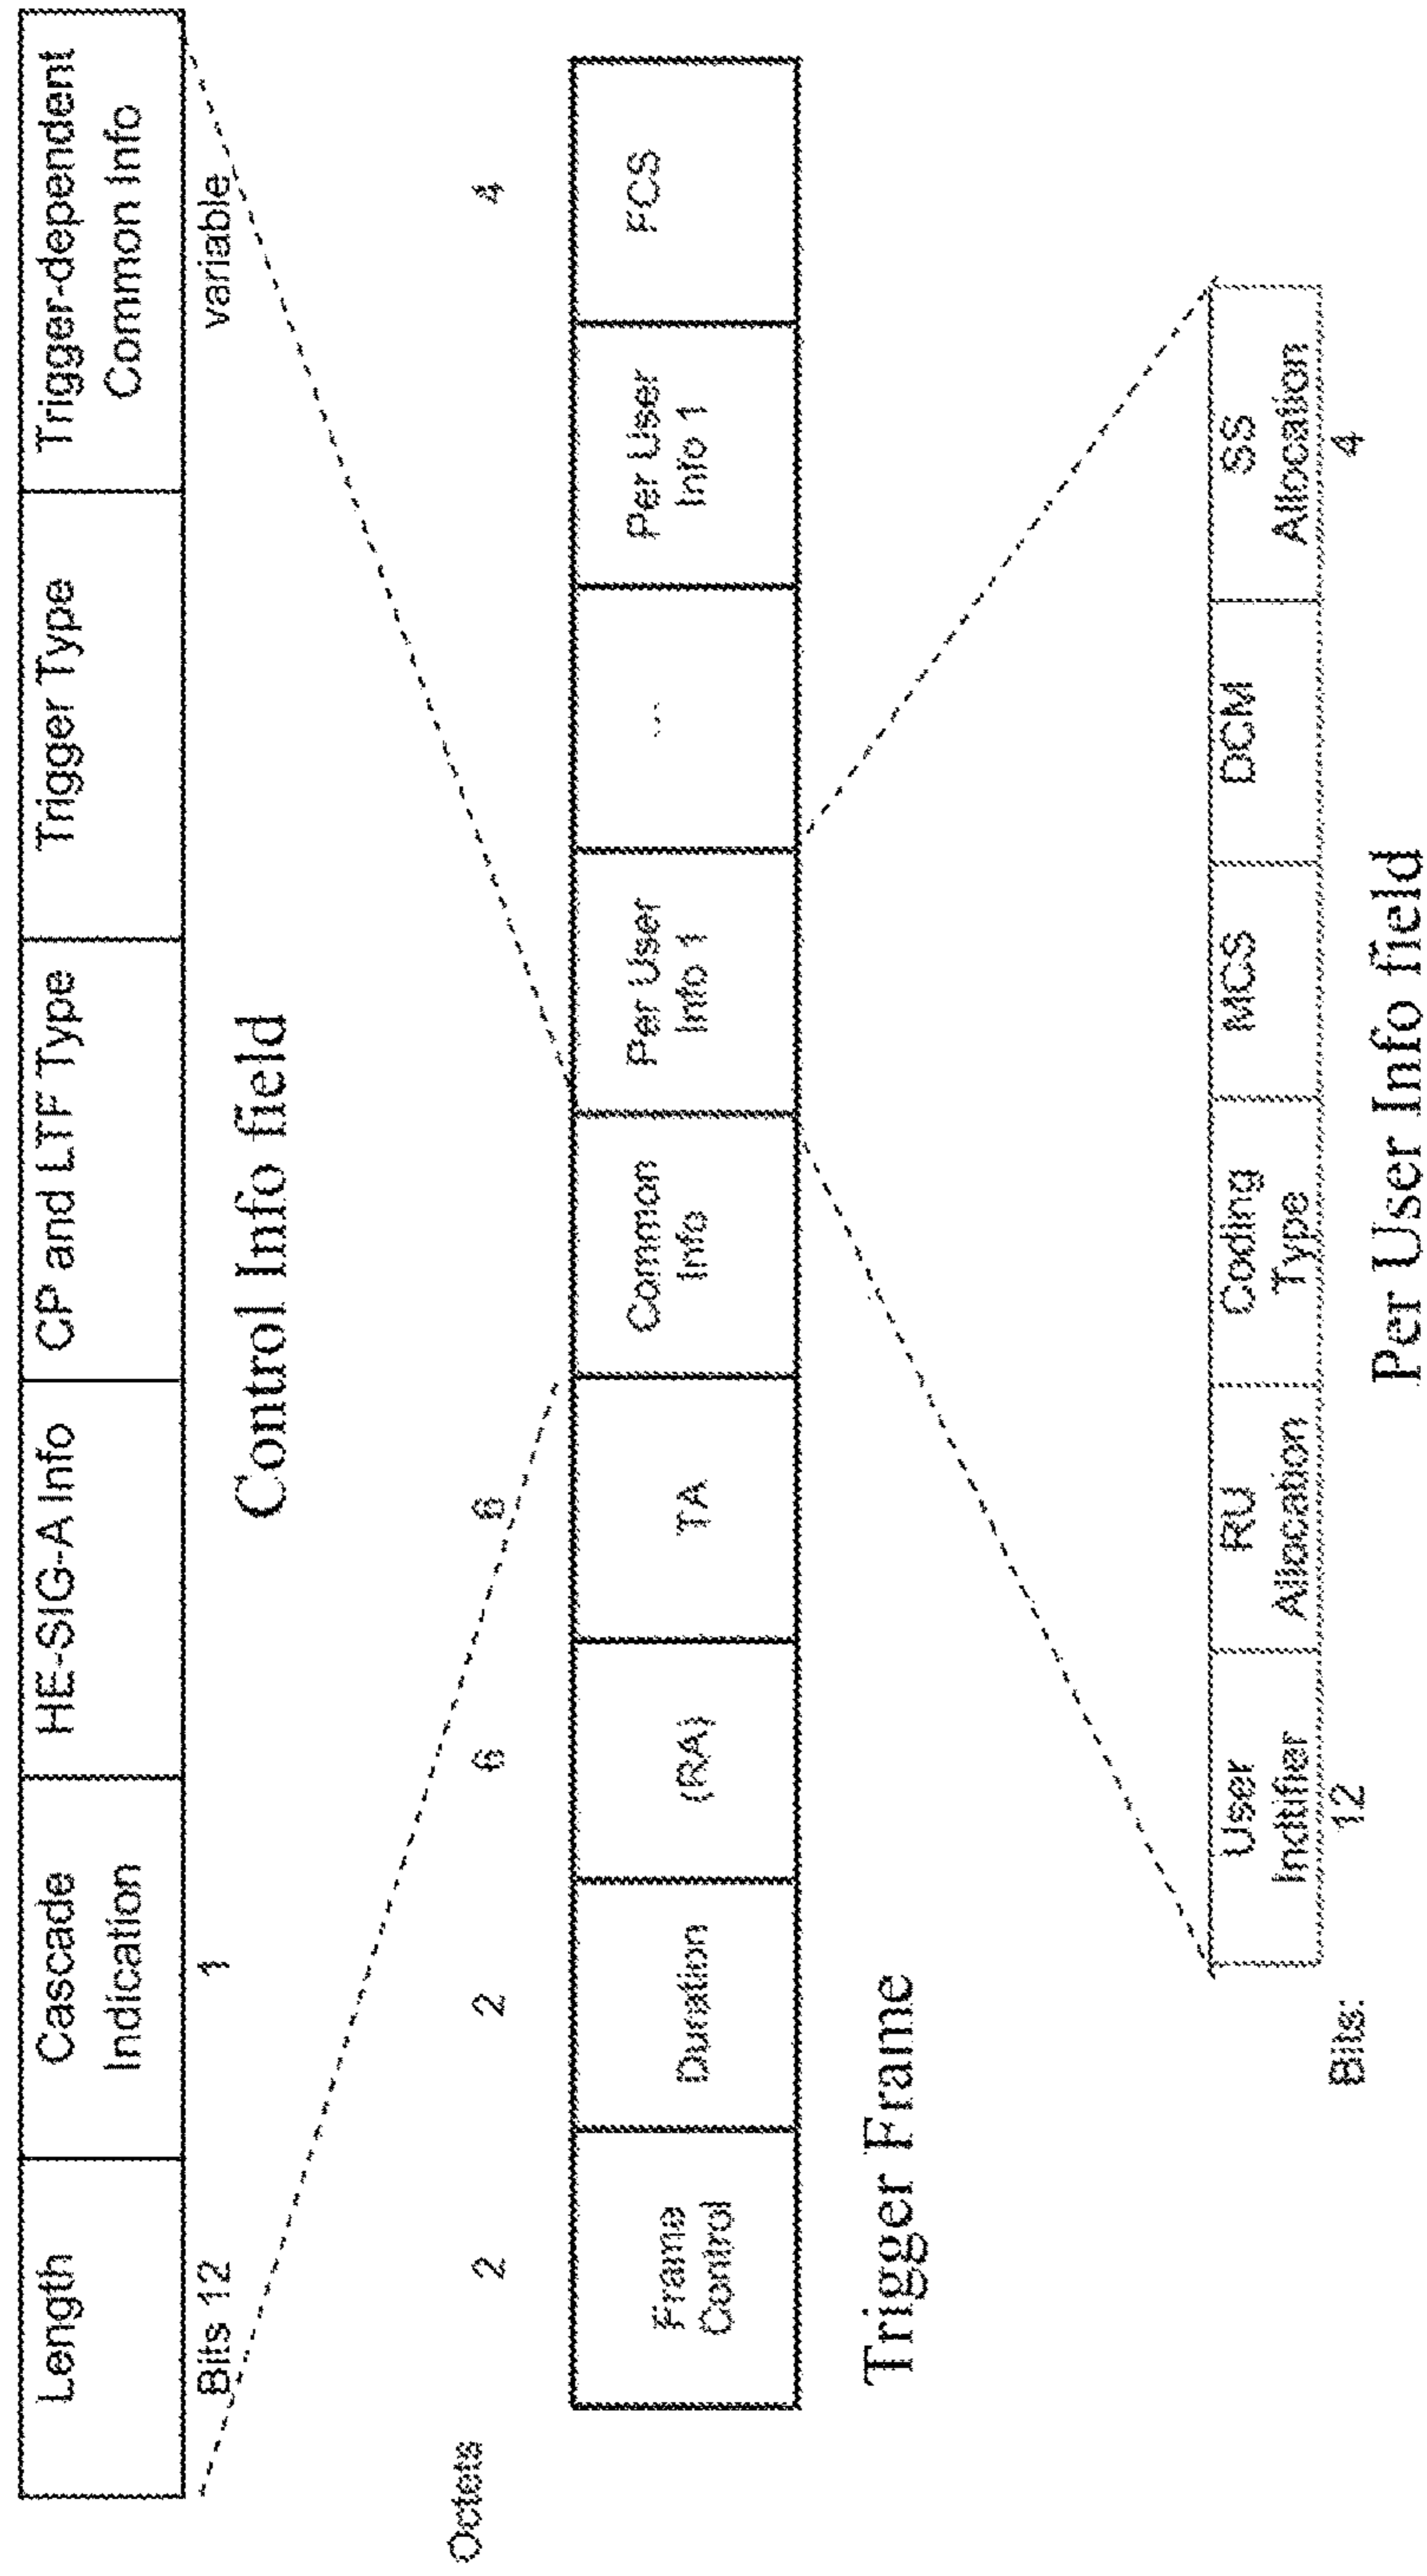 Length
Cascade
Indication
HE-SIG-A Info
CP and LTF Type
Trigger Type
Trigger-dependent
Common Info
Bits 12
1
variable
Control Info field
Octets
2
2
6
6
4
Frame
Control
Duration
(RA)
TA
Common
Info
Per User
Info 1
...
Per User
Info 1
FCS
Trigger Frame
User
Indtifier
RU
Allocation
Coding
Type
MCS
DCM
SS
Allocation
Bits:
12
4
Per User Info field